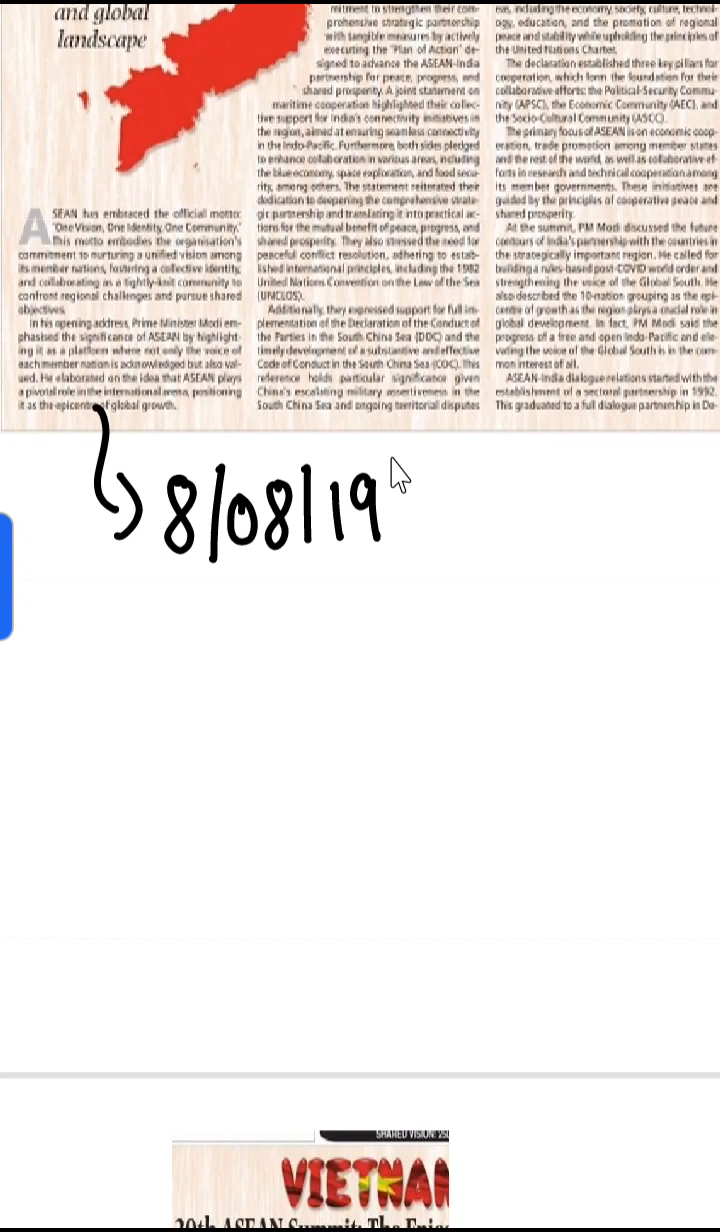 and global
landscape
ASEAN has embraced the official motto:
'One Vision, One Identity, One Community.'
This motto embodies the organisation's
commitment to nurturing a unified vision among
its member nations, fostering a collective identity,
and collaborating as a tightly-knit community to
confront regional challenges and pursue shared
objectives.
In his opening address, Prime Minister Modi em-
phasised the significance of ASEAN by highlight-
ing it as a platform where not only the voice of
each member nation is acknowledged but also val-
ued. He elaborated on the idea that ASEAN plays
a pivotal role in the international arena, positioning
it as the epicentre of global growth.
mitment to strengthen their com-
prehensive strategic partnership
with tangible measures by actively
executing the "Plan of Action" de-
signed to advance the ASEAN-India
partnership for peace, progress, and
shared prosperity. A joint statement on
maritime cooperation highlighted their collec-
tive support for India's connectivity initiatives in
the region, aimed at ensuring seamless connectivity
in the Indo-Pacific. Furthermore, both sides pledged
to enhance collaboration in various areas, including
the blue economy, space exploration, and food secu-
rity, among others. The statement reiterated their
dedication to deepening the comprehensive strate-
gic partnership and translating it into practical ac-
tions for the mutual benefit of peace, progress, and
shared prosperity. They also stressed the need for
peaceful conflict resolution, adhering to estab-
lished international principles, including the 1982
United Nations Convention on the Law of the Sea
(UNCLOS).
Additionally, they expressed support for full im-
plementation of the Declaration of the Conduct of
the Parties in the South China Sea (DOC) and the
timely development of a substantive and effective
Code of Conduct in the South China Sea (COC). This
reference holds particular significance given
China's escalating military assertiveness in the
South China Sea and ongoing territorial disputes
eas, including the economy, society, culture, technol-
ogy, education, and the promotion of regional
peace and stability while upholding the principles of
the United Nations Charter.
The declaration established three key pillars for
cooperation, which form the foundation for their
collaborative efforts: the Political-Security Commu-
nity (APSC), the Economic Community (AEC), and
the Socio-Cultural Community (ASCC).
The primary focus of ASEAN is on economic coop-
eration, trade promotion among member states
and the rest of the world, as well as collaborative ef-
forts in research and technical cooperation among
its member governments. These initiatives are
guided by the principles of cooperative peace and
shared prosperity.
At the summit, PM Modi discussed the future
contours of India's partnership with the countries in
the strategically important region. He called for
building a rules-based post-COVID world order and
strengthening the voice of the Global South. He
also described the 10-nation grouping as the epi-
centre of growth as the region plays a crucial role in
global development. In fact, PM Modi said the
progress of a free and open Indo-Pacific and ele-
vating the voice of the Global South is in the com-
mon interest of all.
ASEAN-India dialogue relations started with the
establishment of a sectoral partnership in 1992.
This graduated to a full dialogue partnership in De-
8/08/19
SHARED VISION:
VIETNAM
20th ASEAN Summit: The